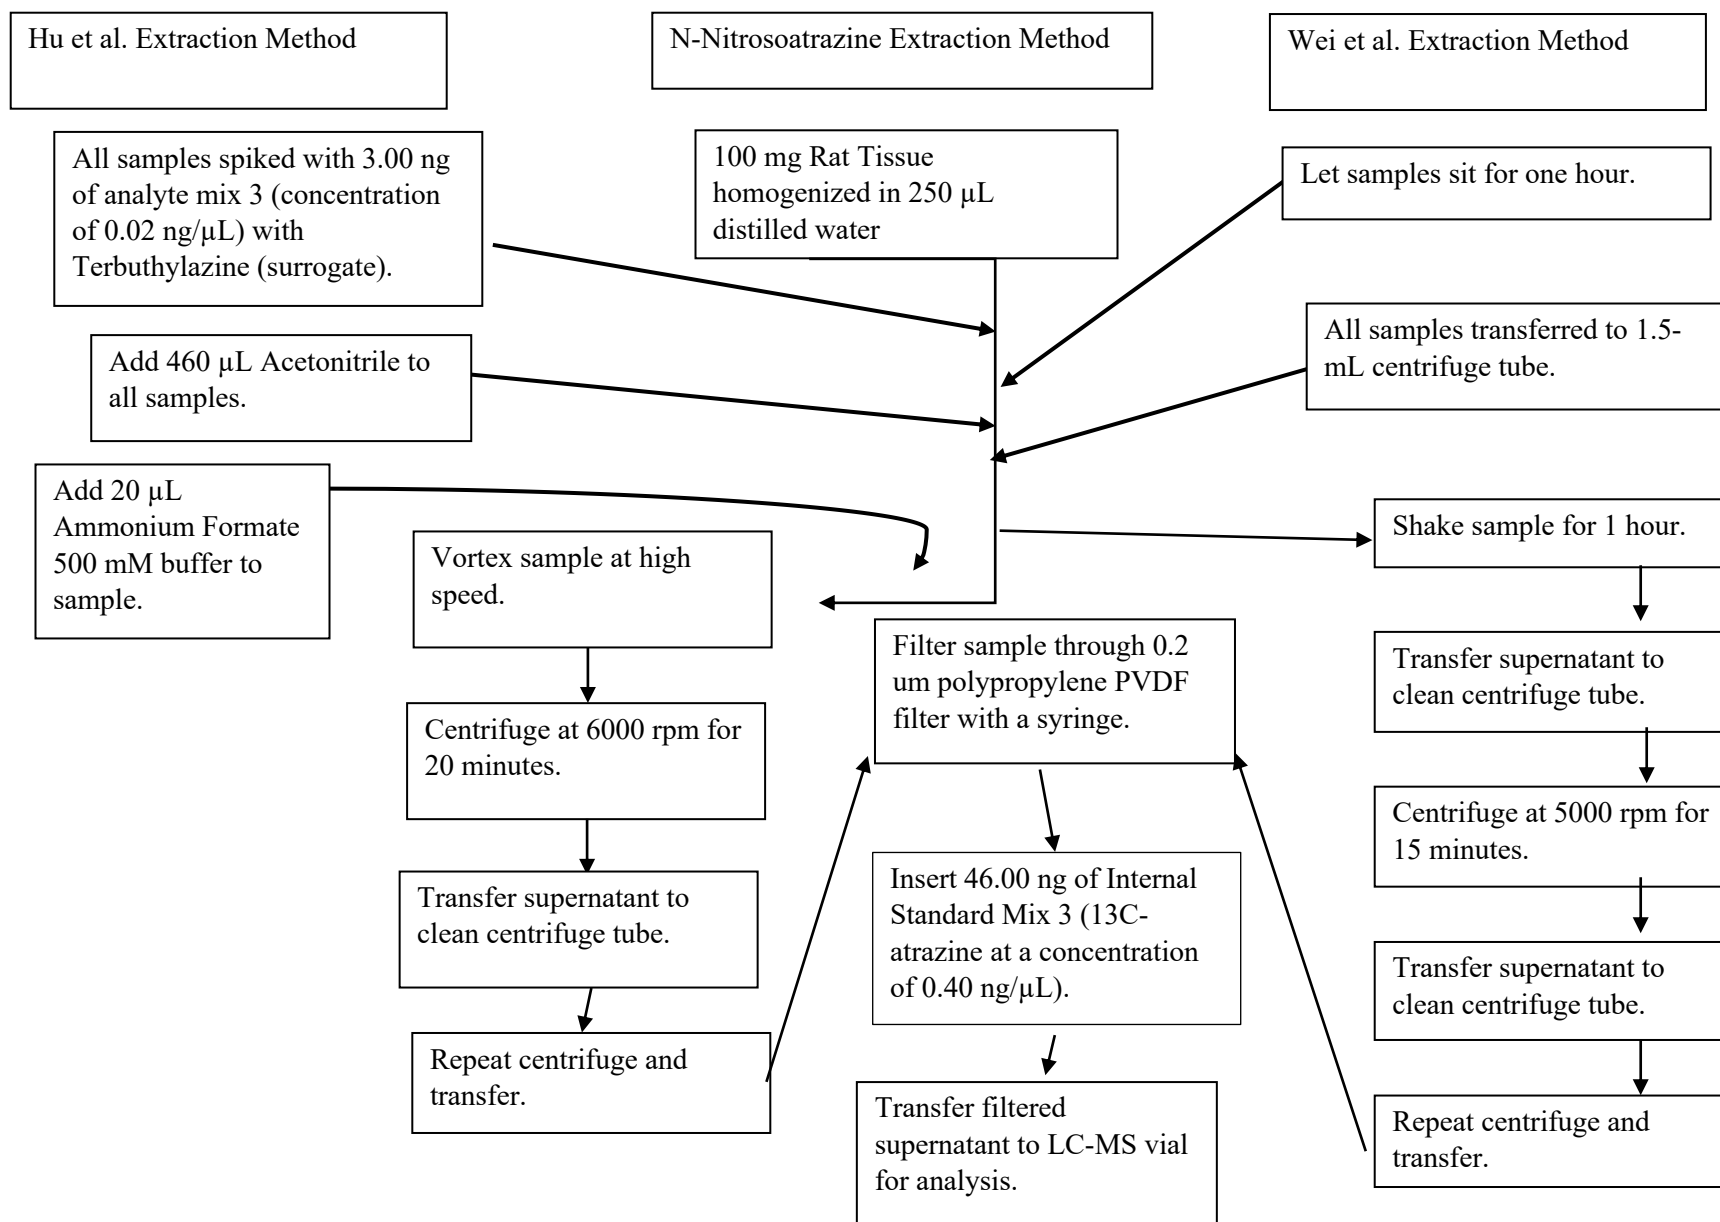 Hu et al. Extraction Method
N-Nitrosoatrazine Extraction Method
Wei et al. Extraction Method
All samples spiked with 3.00 ng
of analyte mix 3 (concentration
of 0.02 ng/µL) with
Terbuthylazine (surrogate).
100 mg Rat Tissue
homogenized in 250 µL
distilled water
Let samples sit for one hour.
Add 460 µL Acetonitrile to
all samples.
All samples transferred to 1.5-
mL centrifuge tube.
Add 20 µL
Ammonium Formate
500 mM buffer to
sample.
Vortex sample at high
speed.
Shake sample for 1 hour.
Centrifuge at 6000 rpm for
20 minutes.
Filter sample through 0.2
um polypropylene PVDF
filter with a syringe.
Transfer supernatant to
clean centrifuge tube.
Transfer supernatant to
clean centrifuge tube.
Insert 46.00 ng of Internal
Standard Mix 3 (13C-
atrazine at a concentration
of 0.40 ng/µL).
Centrifuge at 5000 rpm for
15 minutes.
Repeat centrifuge and
transfer.
Transfer filtered
supernatant to LC-MS vial
for analysis.
Transfer supernatant to
clean centrifuge tube.
Repeat centrifuge and
transfer.